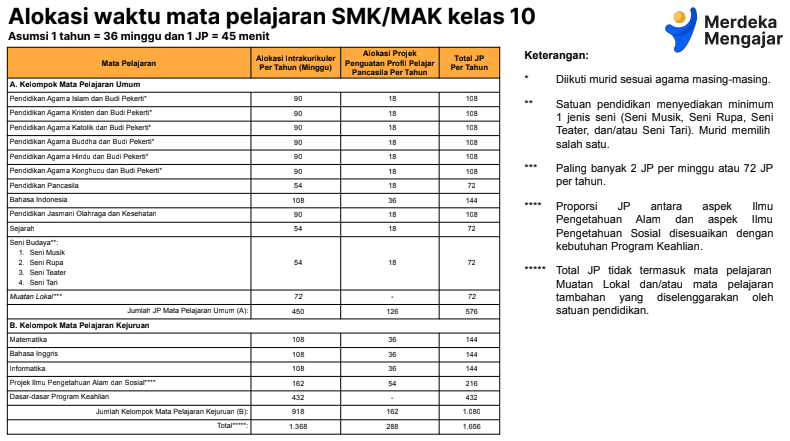 Alokasi waktu mata pelajaran SMK/MAK kelas 10
Asumsi 1 tahun = 36 minggu dan 1 JP = 45 menit
Merdeka
Mengajar
Mata Pelajaran | Alokasi Intrakurikuler Per Tahun (Minggu) | Alokasi Projek Penguatan Profil Pelajar Pancasila Per Tahun | Total JP Per Tahun
A. Kelompok Mata Pelajaran Umum
Pendidikan Agama Islam dan Budi Pekerti* 90 18 108
Pendidikan Agama Kristen dan Budi Pekerti* 90 18 108
Pendidikan Agama Katolik dan Budi Pekerti* 90 18 108
Pendidikan Agama Buddha dan Budi Pekerti* 90 18 108
Pendidikan Agama Hindu dan Budi Pekerti* 90 18 108
Pendidikan Agama Konghucu dan Budi Pekerti* 90 18 108
Pendidikan Pancasila 54 18 72
Bahasa Indonesia 108 36 144
Pendidikan Jasmani Olahraga dan Kesehatan 90 18 108
Sejarah 54 18 72
Seni Budaya**:
1. Seni Musik
2. Seni Rupa 54 18 72
3. Seni Teater
4. Seni Tari
Muatan Lokal*** 72 - 72
Jumlah JP Mata Pelajaran Umum (A): 450 126 576
B. Kelompok Mata Pelajaran Kejuruan
Matematika 108 36 144
Bahasa Inggris 108 36 144
Informatika 108 36 144
Projek Ilmu Pengetahuan Alam dan Sosial**** 162 54 216
Dasar-dasar Program Keahlian 432 - 432
Jumlah Kelompok Mata Pelajaran Kejuruan (B): 918 162 1.080
Total*****: 1.368 288 1.656
Keterangan:
* Diikuti murid sesuai agama masing-masing.
** Satuan pendidikan menyediakan minimum
1 jenis seni (Seni Musik, Seni Rupa, Seni
Teater, dan/atau Seni Tari). Murid memilih
salah satu.
*** Paling banyak 2 JP per minggu atau 72 JP
per tahun.
**** Proporsi JP antara aspek Ilmu
Pengetahuan Alam dan aspek Ilmu
Pengetahuan Sosial disesuaikan dengan
kebutuhan Program Keahlian.
***** Total JP tidak termasuk mata pelajaran
Muatan Lokal dan/atau mata pelajaran
tambahan yang diselenggarakan oleh
satuan pendidikan.